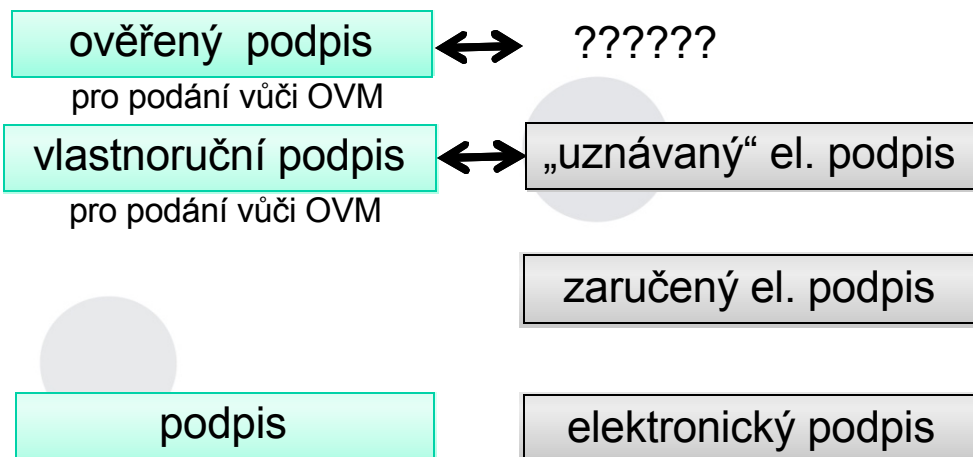 ověřený podpis
??????
pro podání vůči OVM
vlastnoruční podpis
„uznávaný“ el. podpis
pro podání vůči OVM
zaručený el. podpis
podpis
elektronický podpis